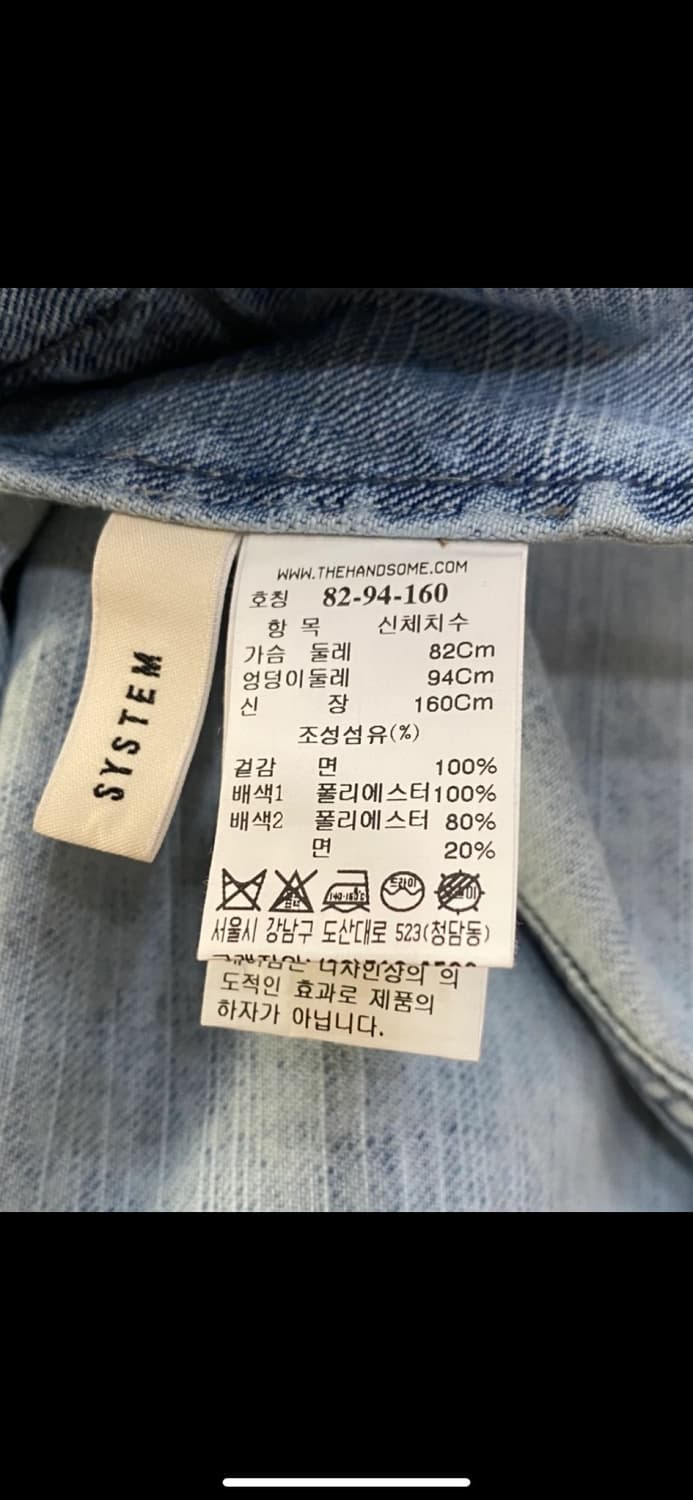 SYSTEM
WWW.THEHANDSOME.COM
호칭 82-94-160
항 목 신체치수
가슴 둘레 82Cm
엉덩이둘레 94Cm
신 장 160Cm
조성섬유(%)
겉감 면 100%
배색1 폴리에스터100%
배색2 폴리에스터 80%
면 20%
140-160℃ 드라이
서울시 강남구 도산대로 523(청담동)
의
도적인 효과로 제품의
하자가 아닙니다.